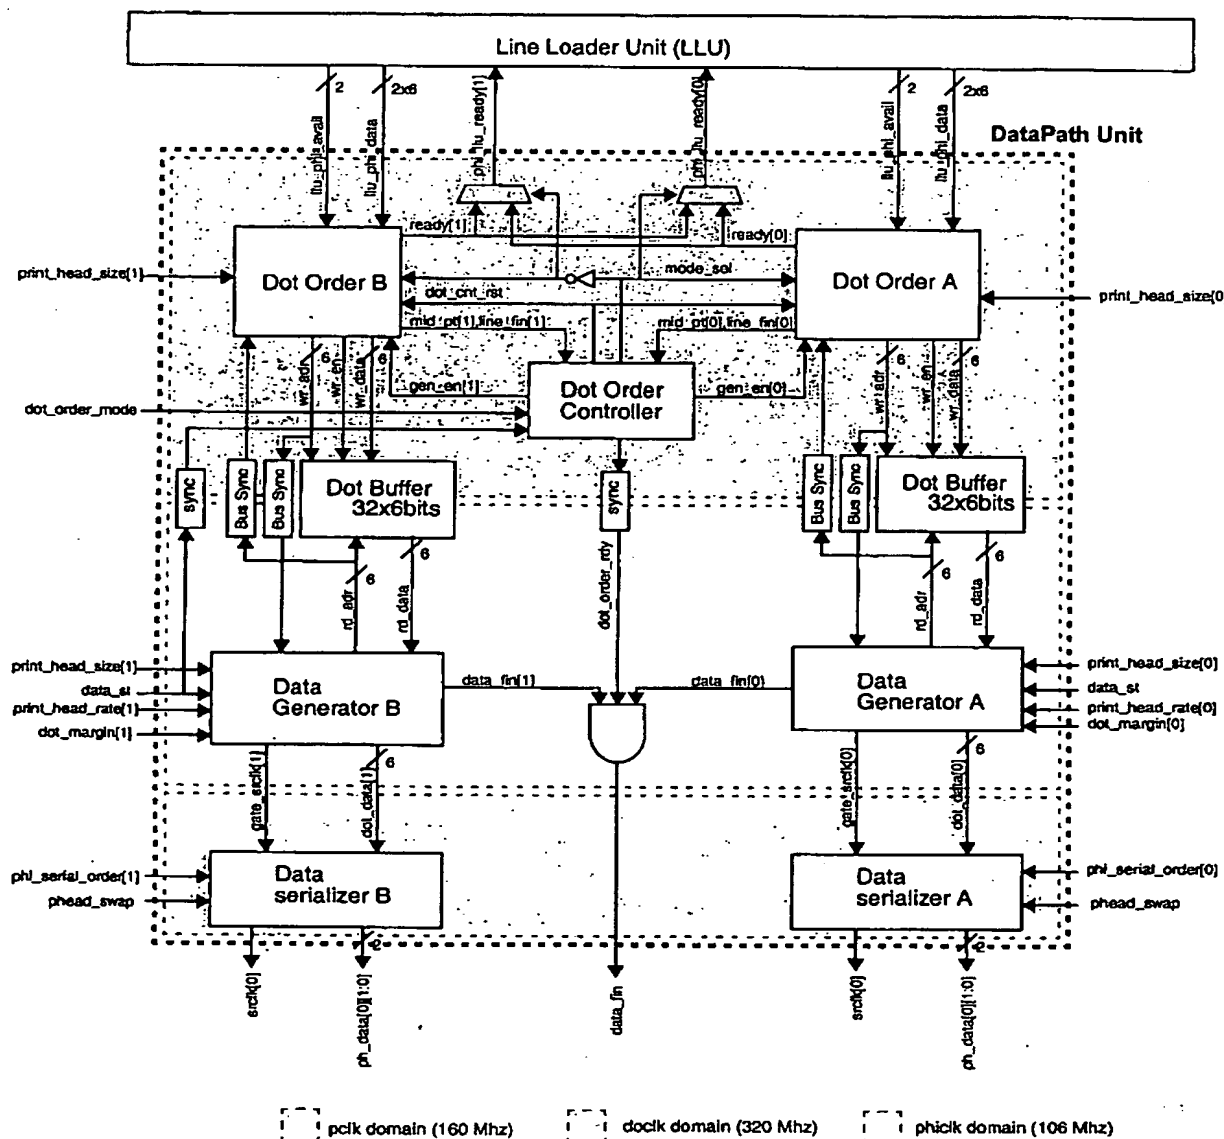 Line Loader Unit (LLU)
2
2x6
2
2x6
llu_phi_avail
llu_phi_data
phi_llu_ready[1]
phi_llu_ready[0]
llu_phi_avail
llu_phi_data
DataPath Unit
ready[1]
ready[0]
print_head_size[1]
Dot Order B
mode_sel
Dot Order A
dot_cnt_rst
print_head_size[0
mid_pt[1],line_fin[1]
mid_pt[0],line_fin[0]
6
6
6
6
wr_adr
wr_en
wr_data
gen_en[1]
Dot Order
Controller
gen_en[0]
wr_adr
wr_en
wr_data
dot_order_mode
sync
Bus Sync
Bus Sync
Dot Buffer
32x6bits
sync
Bus Sync
Bus Sync
Dot Buffer
32x6bits
6
6
6
6
rd_adr
rd_data
dot_order_rdy
rd_adr
rd_data
print_head_size[1]
data_st
print_head_rate[1]
dot_margin[1]
Data
Generator B
data_fin[1]
data_fin[0]
Data
Generator A
print_head_size[0]
data_st
print_head_rate[0]
dot_margin[0]
gate_srclk[1]
dot_data[1]
6
gate_srclk[0]
dot_data[0]
6
phi_serial_order[1]
phead_swap
Data
serializer B
Data
serializer A
phi_serial_order[0]
phead_swap
2
2
srclk[0]
ph_data[0][1:0]
data_fin
srclk[0]
ph_data[0][1:0]
pclk domain (160 Mhz)
doclk domain (320 Mhz)
phiclk domain (106 Mhz)